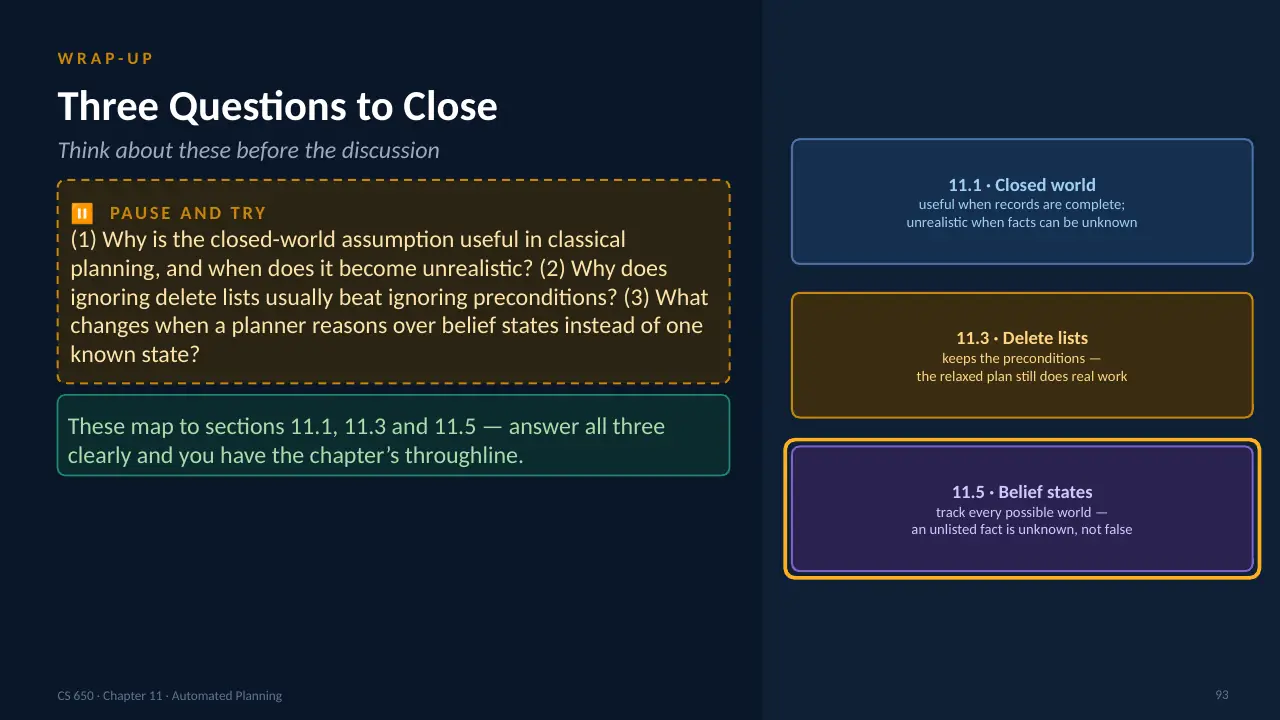 WRAP-UP
Three Questions to Close
Think about these before the discussion
⏸ PAUSE AND TRY
(1) Why is the closed-world assumption useful in classical
planning, and when does it become unrealistic? (2) Why does
ignoring delete lists usually beat ignoring preconditions? (3) What
changes when a planner reasons over belief states instead of one
known state?
These map to sections 11.1, 11.3 and 11.5 — answer all three
clearly and you have the chapter’s throughline.
11.1 · Closed world
useful when records are complete;
unrealistic when facts can be unknown
11.3 · Delete lists
keeps the preconditions —
the relaxed plan still does real work
11.5 · Belief states
track every possible world —
an unlisted fact is unknown, not false
CS 650 · Chapter 11 · Automated Planning
93